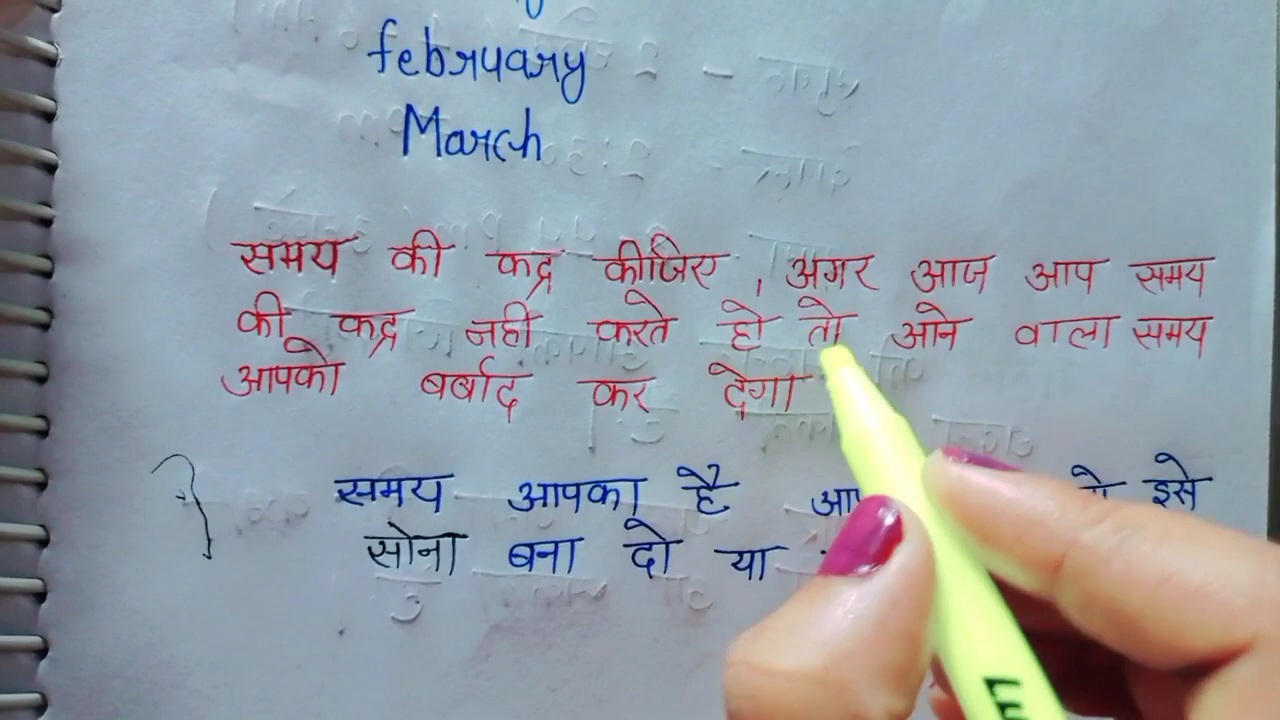 february
March
समय की कद्र कीजिए , अगर आज आप समय
की कद्र नही करते हो तो आने वाला समय
आपको बर्बाद कर देगा
समय आपका है इसे
सोना बना दो या